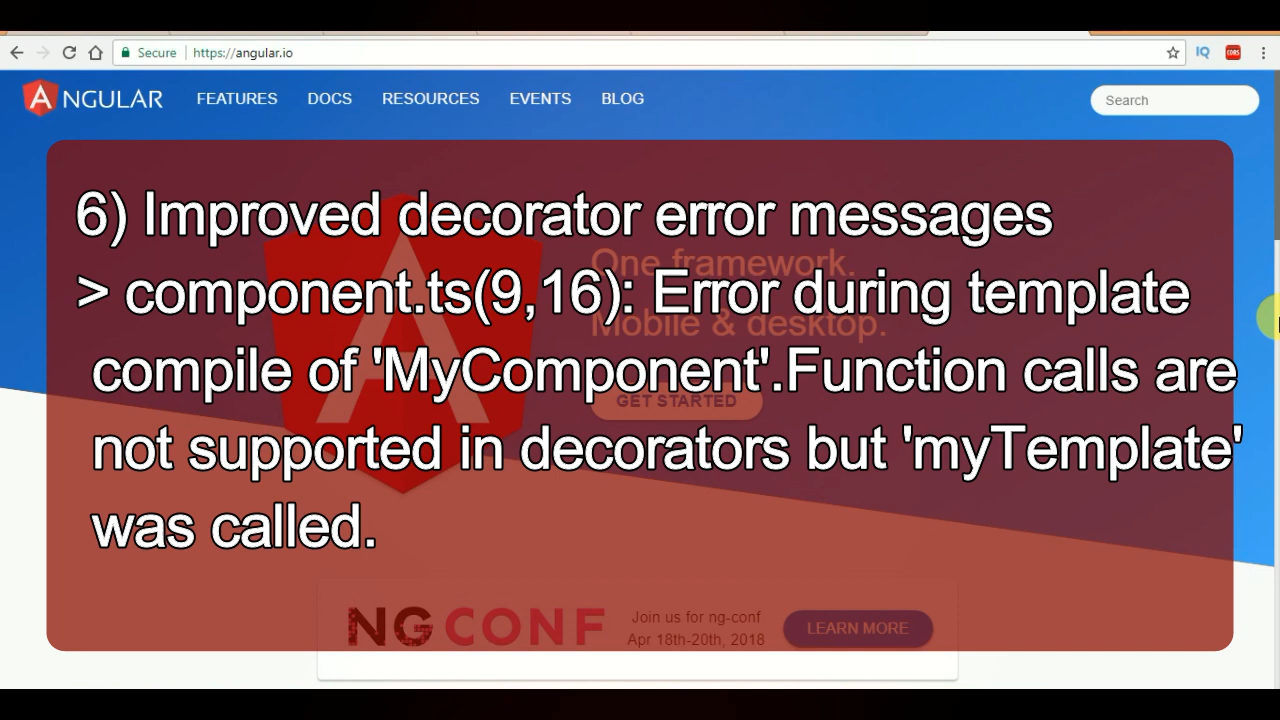 Secure https://angular.io IQ CORS
ANGULAR FEATURES DOCS RESOURCES EVENTS BLOG Search
6) Improved decorator error messages
One framework.
> component.ts(9,16): Error during template
Mobile & desktop.
compile of 'MyComponent'.Function calls are
GET STARTED
not supported in decorators but 'myTemplate'
was called.
NG CONF Join us for ng-conf LEARN MORE
Apr 18th-20th, 2018